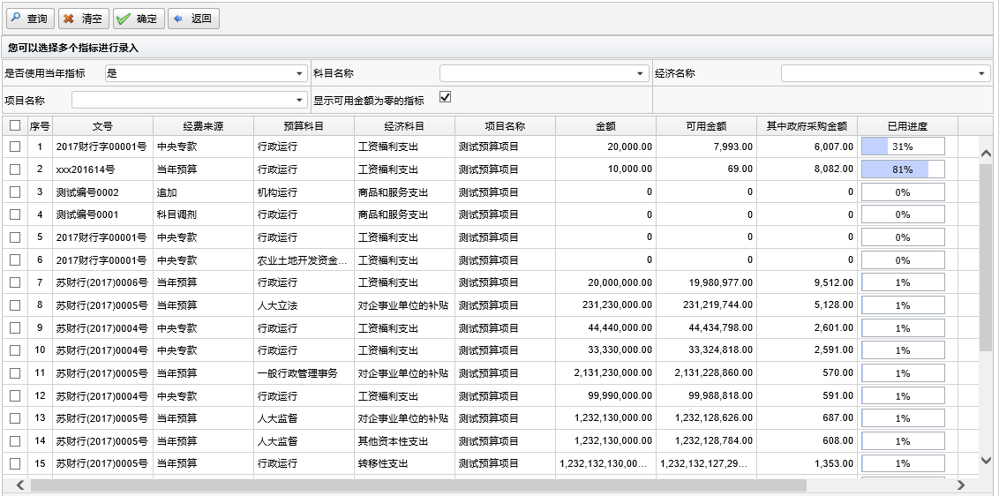 查询 清空 确定 返回
您可以选择多个指标进行录入
是否使用当年指标 是 科目名称 经济名称
项目名称 显示可用金额为零的指标
序号 文号 经费来源 预算科目 经济科目 项目名称 金额 可用金额 其中政府采购金额 已用进度
1 2017财行字00001号 中央专款 行政运行 工资福利支出 测试预算项目 20,000.00 7,993.00 6,007.00 31%
2 xxx201614号 当年预算 行政运行 工资福利支出 测试预算项目 10,000.00 69.00 8,082.00 81%
3 测试编号0002 追加 机构运行 商品和服务支出 测试预算项目 0 0 0 0%
4 测试编号0001 科目调剂 行政运行 商品和服务支出 测试预算项目 0 0 0 0%
5 2017财行字00001号 中央专款 行政运行 工资福利支出 测试预算项目 0 0 0 0%
6 2017财行字00001号 中央专款 农业土地开发资金... 工资福利支出 测试预算项目 0 0 0 0%
7 苏财行(2017)0006号 当年预算 行政运行 工资福利支出 测试预算项目 20,000,000.00 19,980,977.00 9,512.00 1%
8 苏财行(2017)0005号 当年预算 人大立法 对企事业单位的补贴 测试预算项目 231,230,000.00 231,219,744.00 5,128.00 1%
9 苏财行(2017)0004号 中央专款 行政运行 工资福利支出 测试预算项目 44,440,000.00 44,434,798.00 2,601.00 1%
10 苏财行(2017)0004号 中央专款 行政运行 工资福利支出 测试预算项目 33,330,000.00 33,324,818.00 2,591.00 1%
11 苏财行(2017)0005号 当年预算 一般行政管理事务 对企事业单位的补贴 测试预算项目 2,131,230,000.00 2,131,228,860.00 570.00 1%
12 苏财行(2017)0004号 中央专款 行政运行 工资福利支出 测试预算项目 99,990,000.00 99,988,818.00 591.00 1%
13 苏财行(2017)0005号 当年预算 人大监督 对企事业单位的补贴 测试预算项目 1,232,130,000.00 1,232,128,626.00 687.00 1%
14 苏财行(2017)0005号 当年预算 人大监督 其他资本性支出 测试预算项目 1,232,130,000.00 1,232,128,784.00 608.00 1%
15 苏财行(2017)0005号 当年预算 行政运行 转移性支出 测试预算项目 1,232,132,130,00... 1,232,132,127,29... 1,353.00 1%